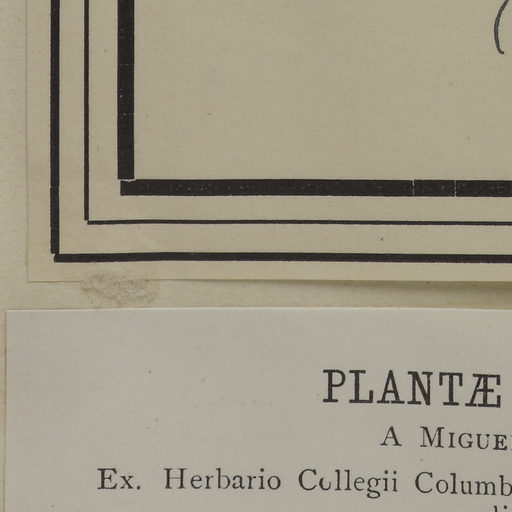 PLANTÆ
A MIGUE
Ex. Herbario Collegii Columb